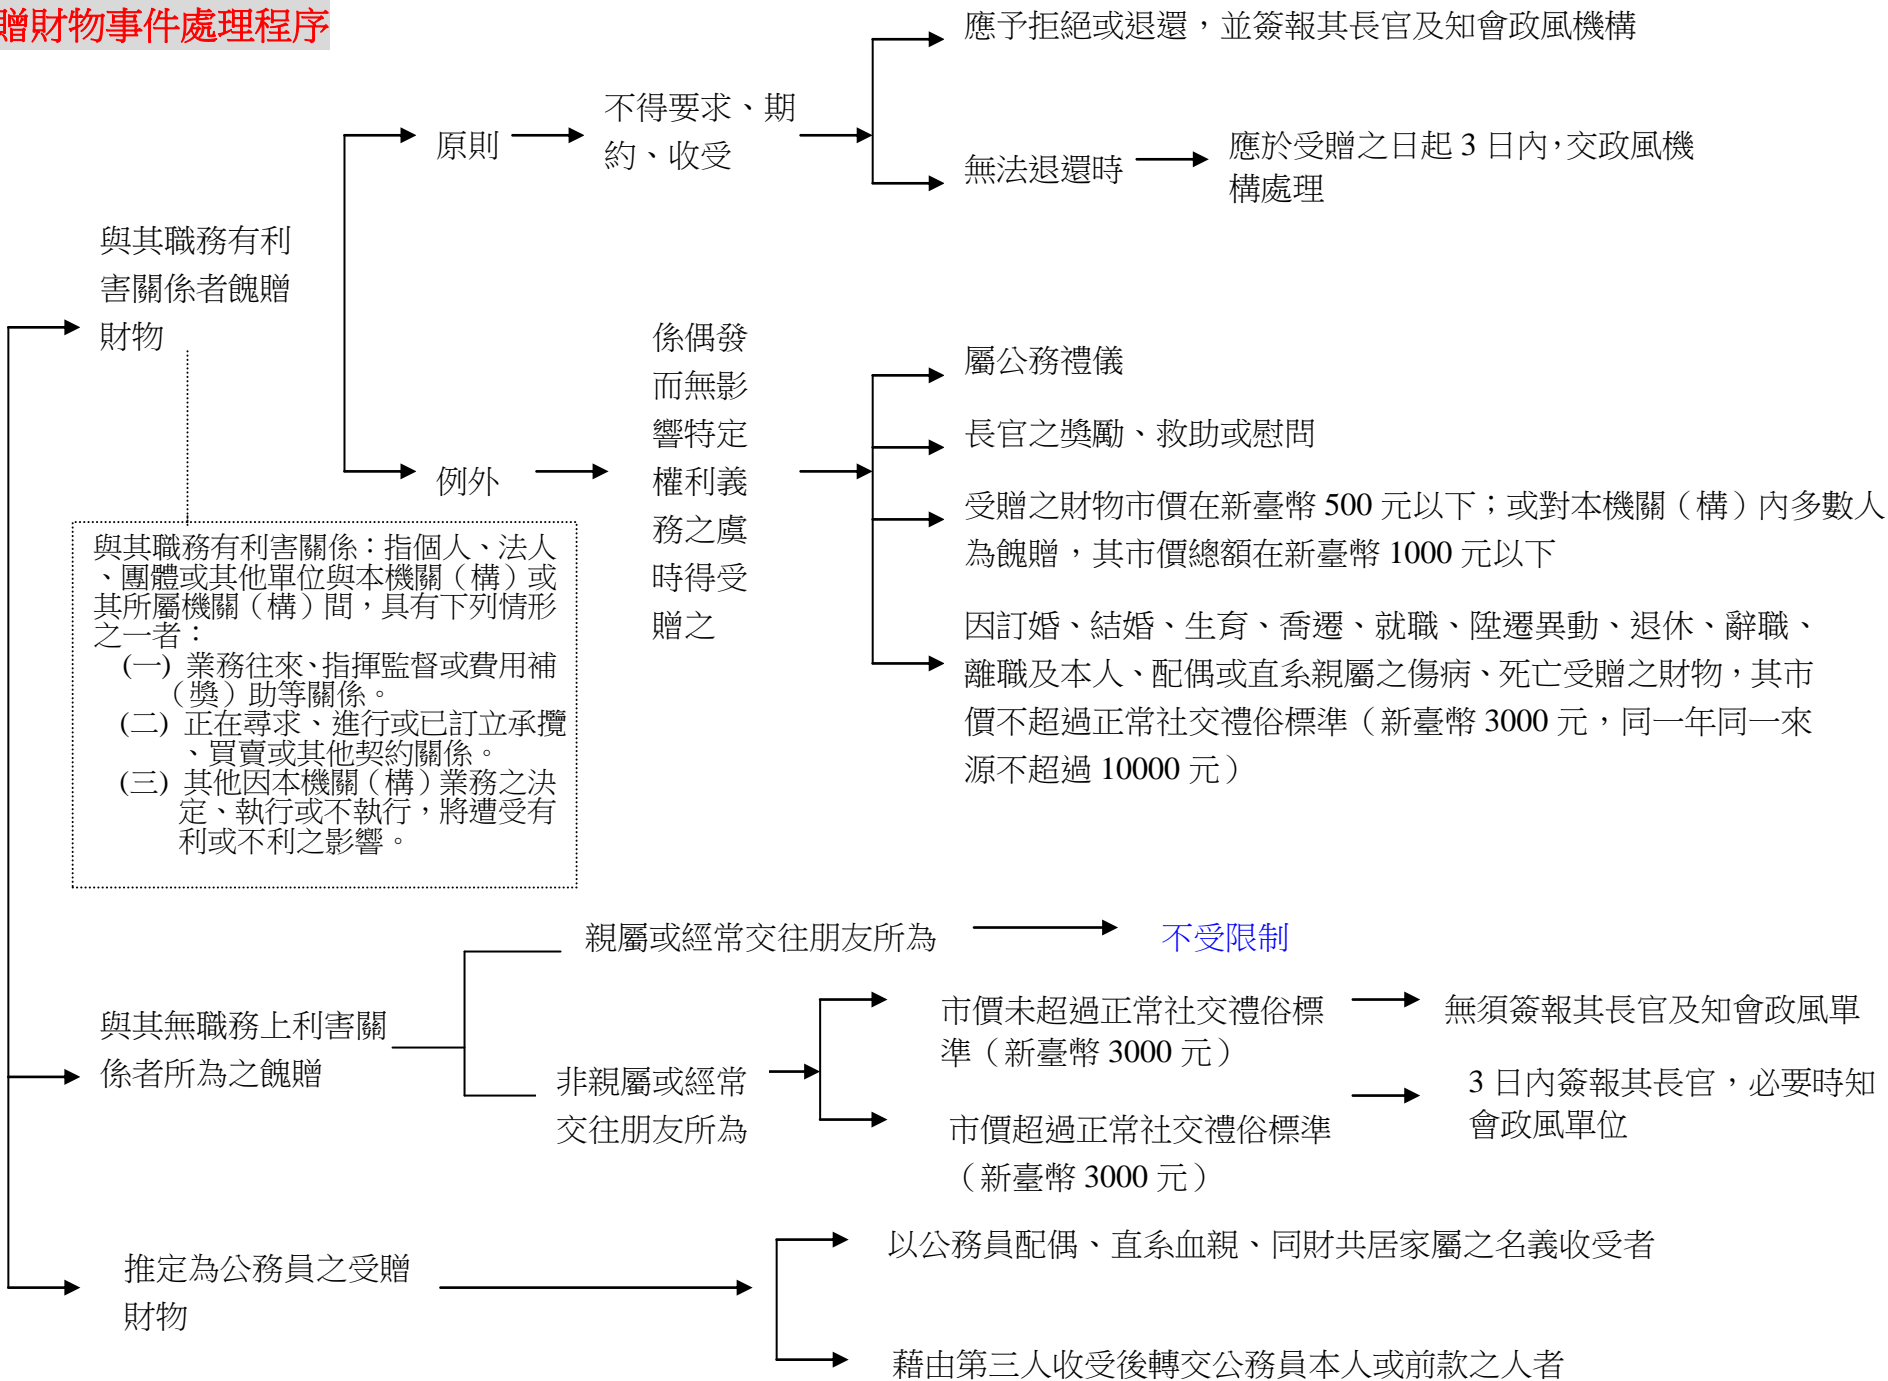 贈財物事件處理程序
應予拒絕或退還，並簽報其長官及知會政風機構
原則
不得要求、期
約、收受
無法退還時
應於受贈之日起 3 日內，交政風機
構處理
與其職務有利
害關係者餽贈
財物
例外
係偶發
而無影
響特定
權利義
務之虞
時得受
贈之
屬公務禮儀
長官之獎勵、救助或慰問
受贈之財物市價在新臺幣 500 元以下；或對本機關（構）內多數人
為餽贈，其市價總額在新臺幣 1000 元以下
因訂婚、結婚、生育、喬遷、就職、陞遷異動、退休、辭職、
離職及本人、配偶或直系親屬之傷病、死亡受贈之財物，其市
價不超過正常社交禮俗標準（新臺幣 3000 元，同一年同一來
源不超過 10000 元）
與其職務有利害關係：指個人、法人
、團體或其他單位與本機關（構）或
其所屬機關（構）間，具有下列情形
之一者：
(一) 業務往來、指揮監督或費用補
（獎）助等關係。
(二) 正在尋求、進行或已訂立承攬
、買賣或其他契約關係。
(三) 其他因本機關（構）業務之決
定、執行或不執行，將遭受有
利或不利之影響。
與其無職務上利害關
係者所為之餽贈
親屬或經常交往朋友所為
不受限制
非親屬或經常
交往朋友所為
市價未超過正常社交禮俗標
準（新臺幣 3000 元）
無須簽報其長官及知會政風單
市價超過正常社交禮俗標準
（新臺幣 3000 元）
3 日內簽報其長官，必要時知
會政風單位
推定為公務員之受贈
財物
以公務員配偶、直系血親、同財共居家屬之名義收受者
藉由第三人收受後轉交公務員本人或前款之人者